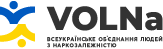 VOLNa
ВСЕУКРАЇНСЬКЕ ОБ'ЄДНАННЯ ЛЮДЕЙ
З НАРКОЗАЛЕЖНІСТЮ